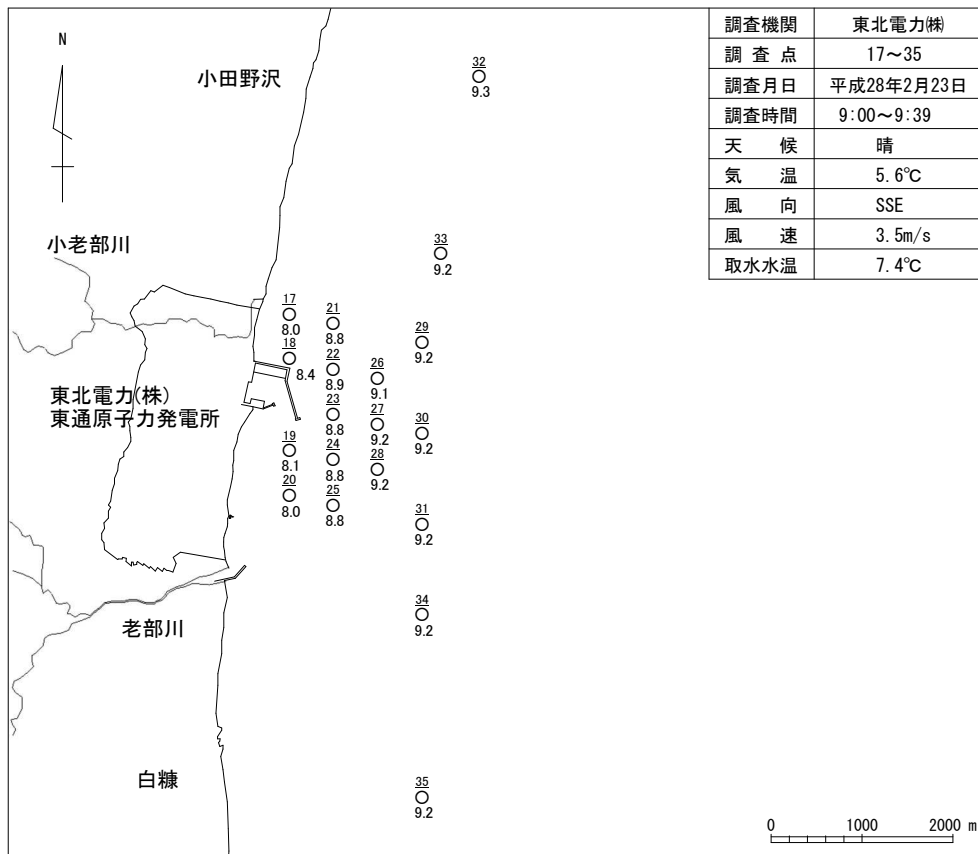 調査機関 東北電力㈱
調査点 17～35
調査月日 平成28年2月23日
調査時間 9:00～9:39
天候 晴
気温 5.6℃
風向 SSE
風速 3.5m/s
取水水温 7.4℃
N
小田野沢
32
9.3
小老部川
33
9.2
17
8.0
21
8.8
29
9.2
18
8.4
22
8.9
26
9.1
東北電力(株)
東通原子力発電所
23
8.8
27
9.2
30
9.2
19
8.1
24
8.8
28
9.2
20
8.0
25
8.8
31
9.2
34
9.2
老部川
白糠
35
9.2
0 1000 2000 m